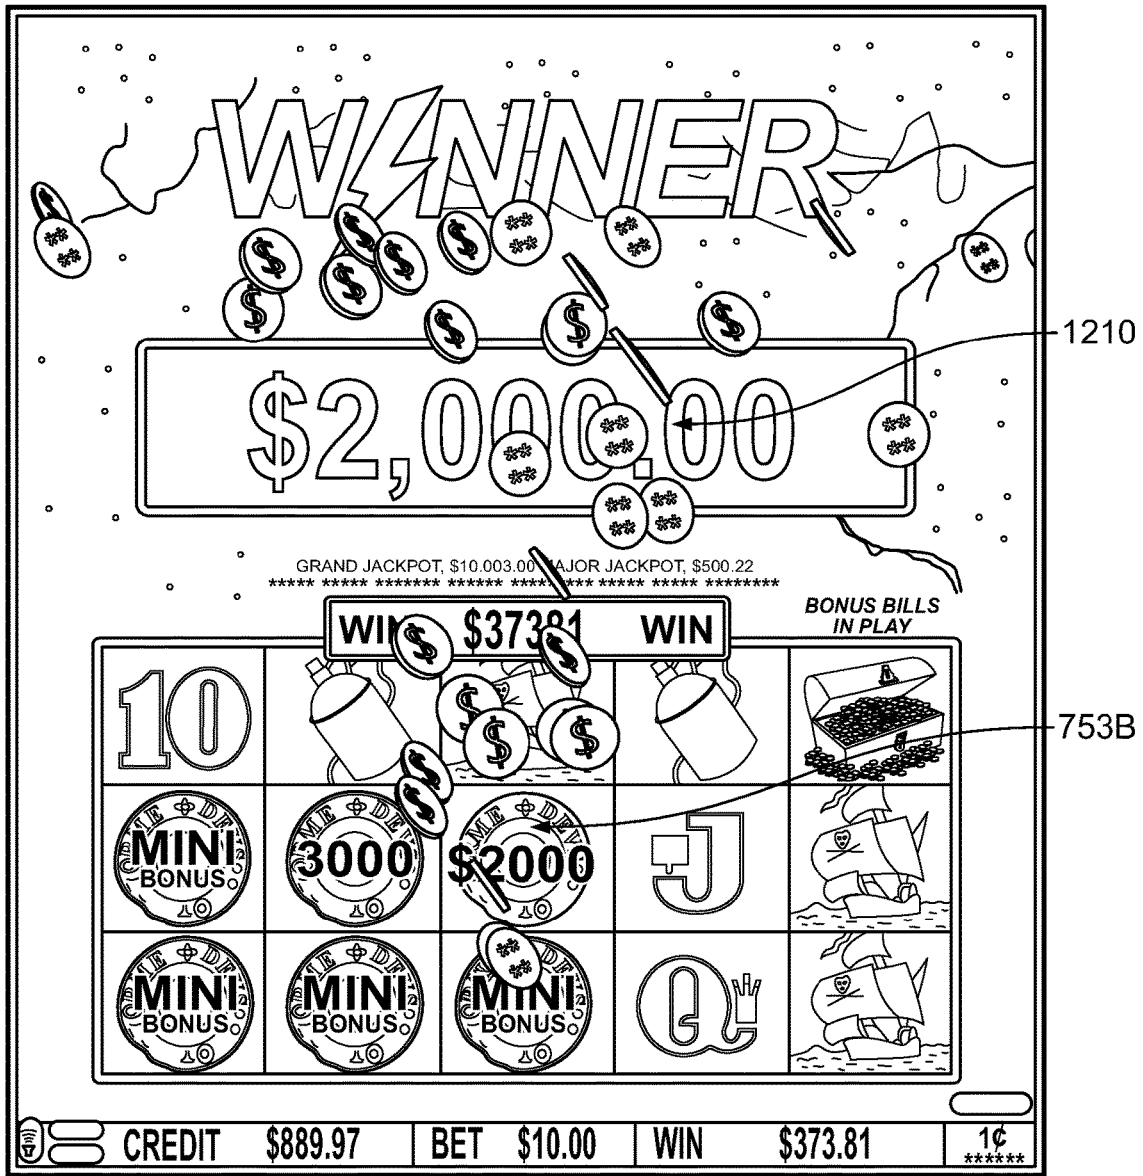 WINNER
1210
$2,000.00
GRAND JACKPOT, $10.003.00 MAJOR JACKPOT, $500.22
***** ***** ******* ****** ********* ***** ***** ********
BONUS BILLS
IN PLAY
WIN $37381 WIN
10
753B
MINI
BONUS
3000
$2000
J
MINI
BONUS
MINI
BONUS
MINI
BONUS
Q
CREDIT $889.97 BET $10.00 WIN $373.81 1¢
******